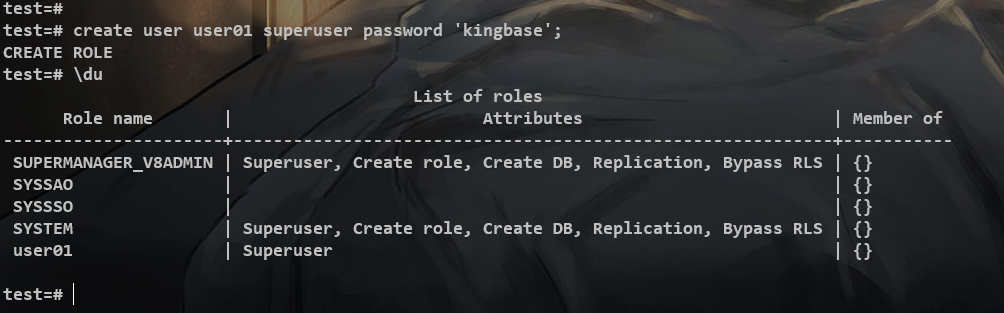 test=#
test=# create user user01 superuser password 'kingbase';
CREATE ROLE
test=# \du
                                       List of roles
      Role name       |                         Attributes                         | Member of
----------------------+------------------------------------------------------------+-----------
 SUPERMANAGER_V8ADMIN | Superuser, Create role, Create DB, Replication, Bypass RLS | {}
 SYSSAO               |                                                            | {}
 SYSSSO               |                                                            | {}
 SYSTEM               | Superuser, Create role, Create DB, Replication, Bypass RLS | {}
 user01               | Superuser                                                  | {}
test=#